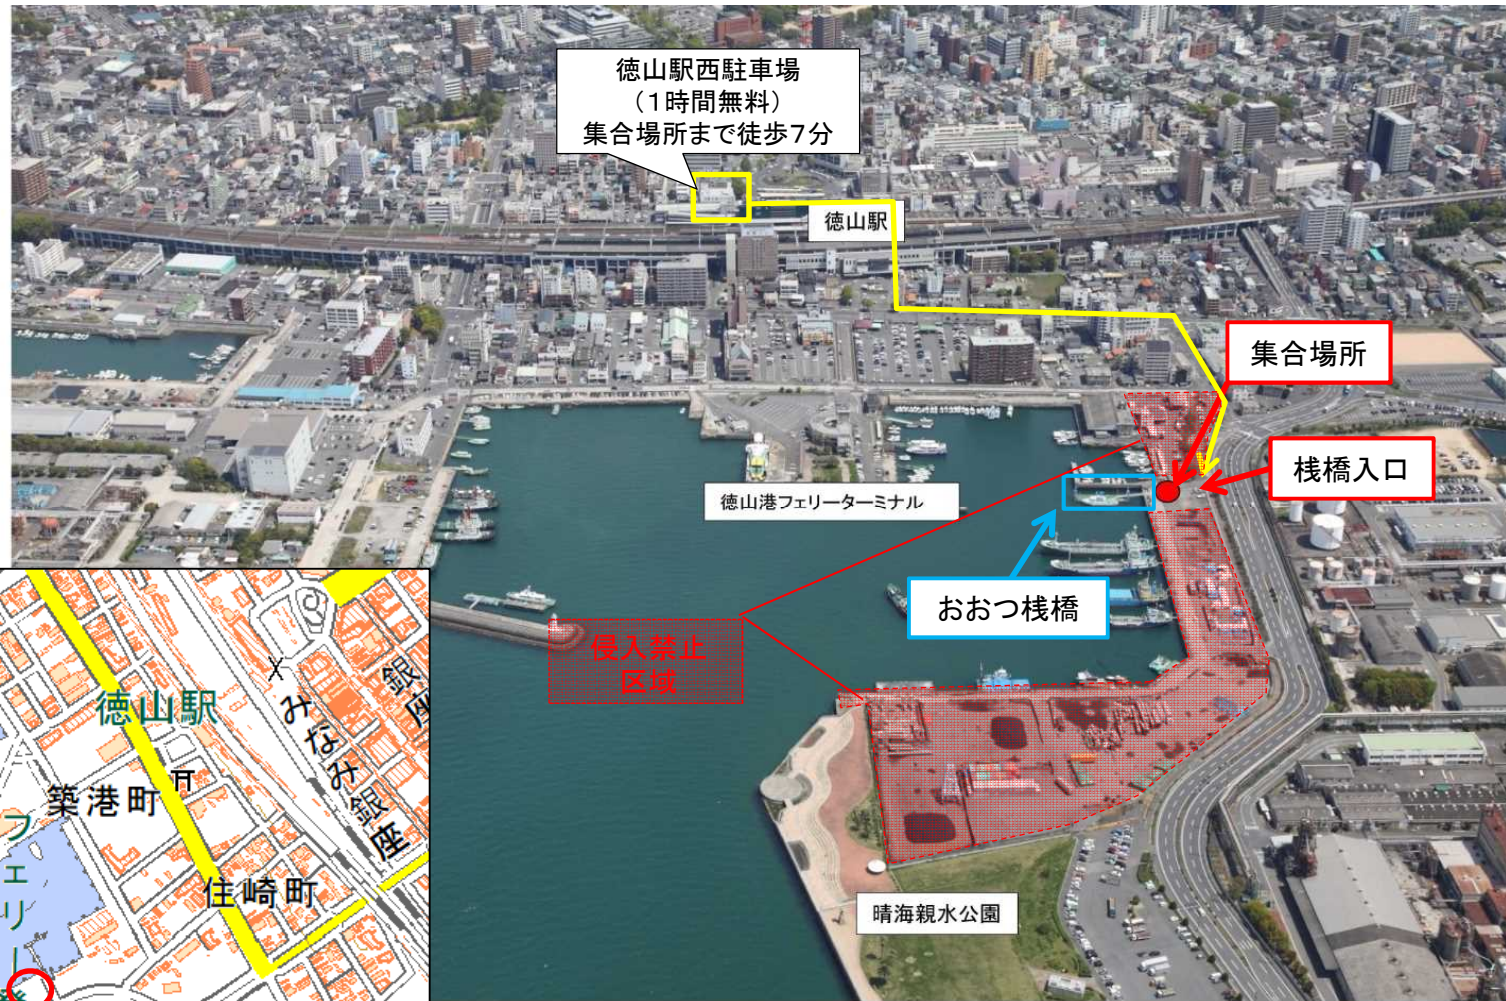 徳山駅西駐車場
(1時間無料)
集合場所まで徒歩7分
徳山駅
集合場所
桟橋入口
徳山港フェリーターミナル
おおつ桟橋
侵入禁止
区域
晴海親水公園
徳山駅
銀座
みなみ銀座
築港町
住崎町
フェリー